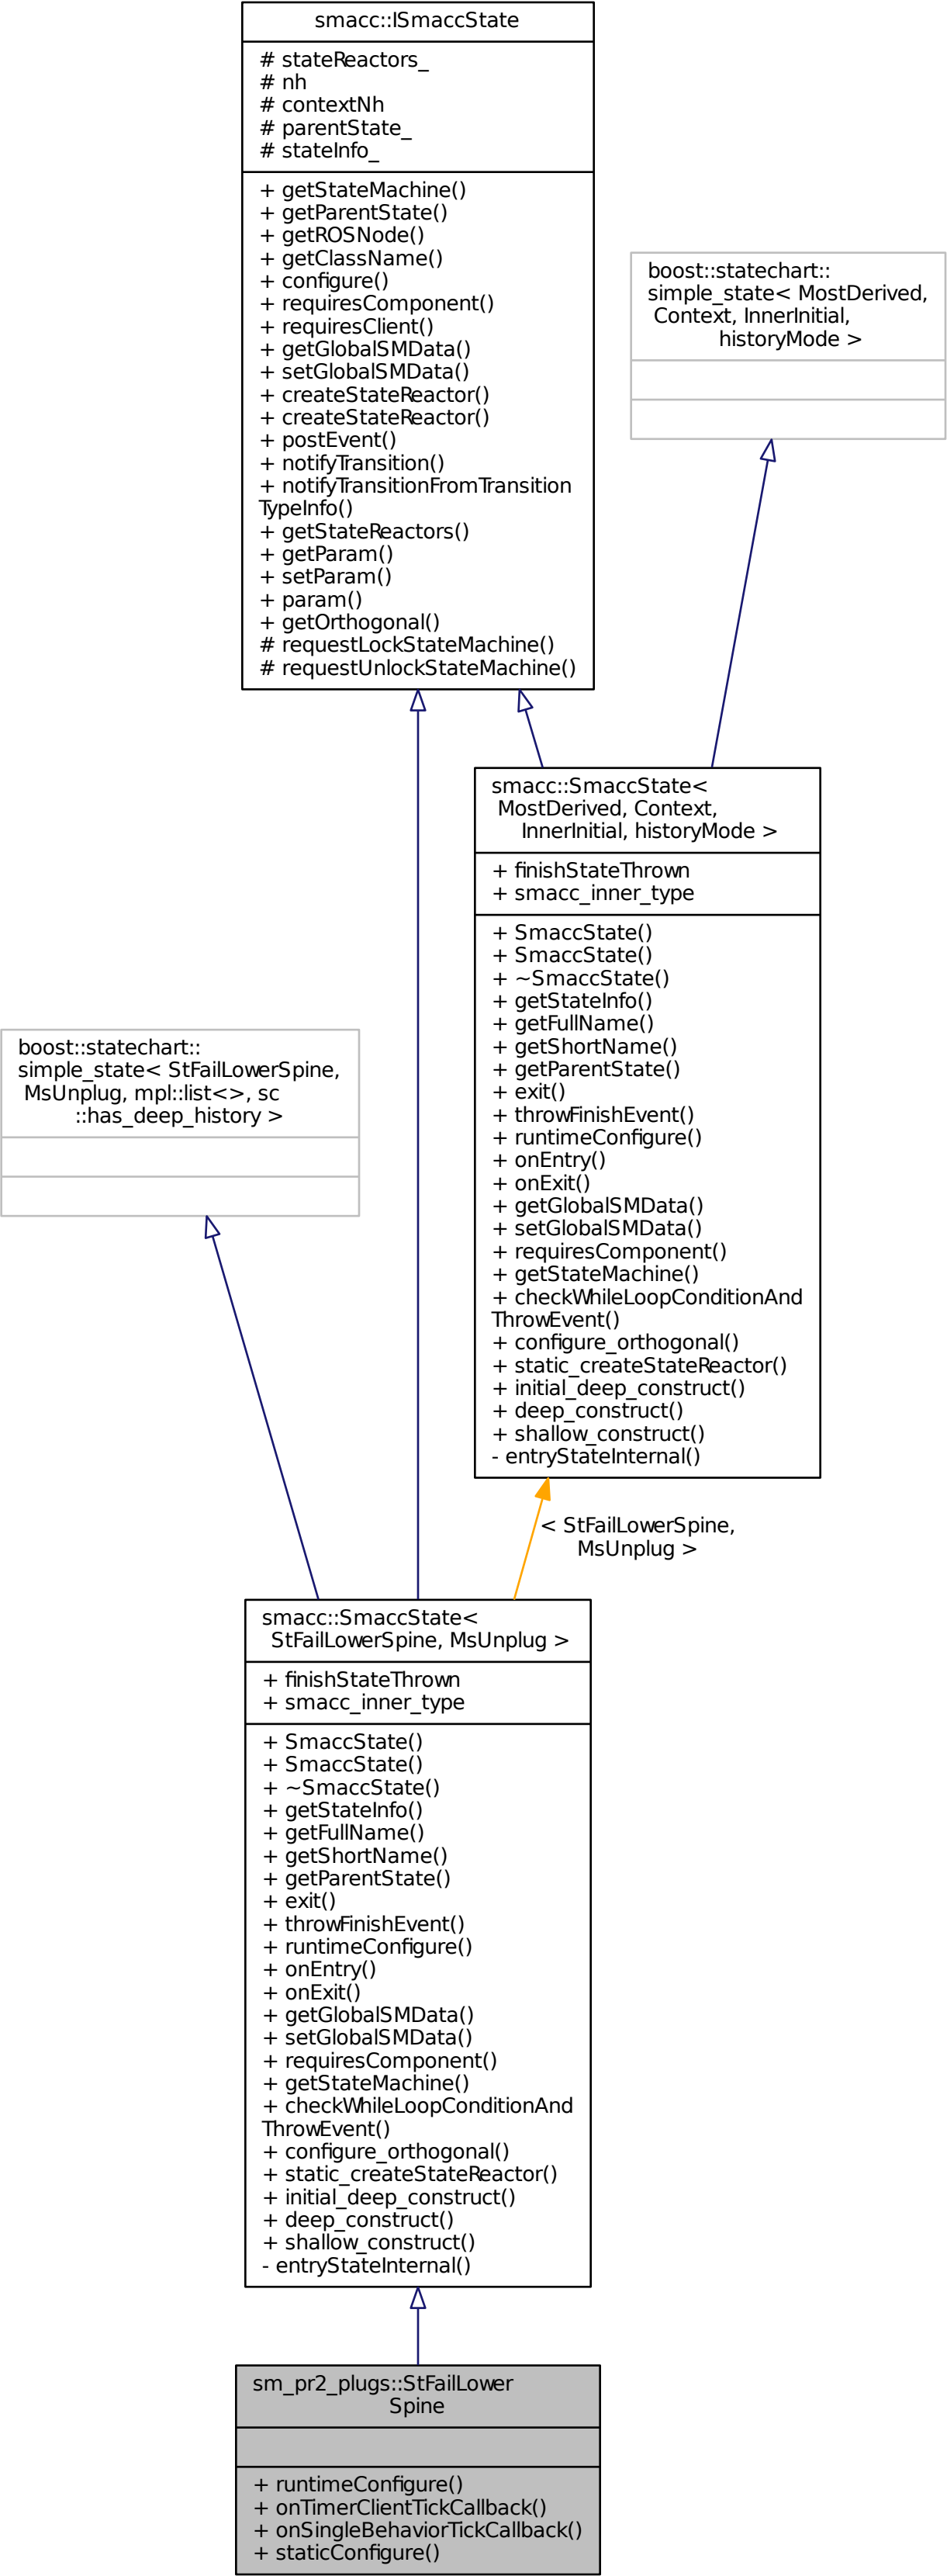 smacc::ISmaccState
# stateReactors_
# nh
# contextNh
# parentState_
# stateInfo_
+ getStateMachine()
+ getParentState()
+ getROSNode()
+ getClassName()
+ configure()
+ requiresComponent()
+ requiresClient()
+ getGlobalSMData()
+ setGlobalSMData()
+ createStateReactor()
+ createStateReactor()
+ postEvent()
+ notifyTransition()
+ notifyTransitionFromTransition
TypeInfo()
+ getStateReactors()
+ getParam()
+ setParam()
+ param()
+ getOrthogonal()
# requestLockStateMachine()
# requestUnlockStateMachine()
boost::statechart::
simple_state< MostDerived,
Context, InnerInitial,
historyMode >
smacc::SmaccState<
MostDerived, Context,
InnerInitial, historyMode >
+ finishStateThrown
+ smacc_inner_type
+ SmaccState()
+ SmaccState()
+ ~SmaccState()
+ getStateInfo()
+ getFullName()
+ getShortName()
+ getParentState()
+ exit()
+ throwFinishEvent()
+ runtimeConfigure()
+ onEntry()
+ onExit()
+ getGlobalSMData()
+ setGlobalSMData()
+ requiresComponent()
+ getStateMachine()
+ checkWhileLoopConditionAnd
ThrowEvent()
+ configure_orthogonal()
+ static_createStateReactor()
+ initial_deep_construct()
+ deep_construct()
+ shallow_construct()
- entryStateInternal()
boost::statechart::
simple_state< StFailLowerSpine,
MsUnplug, mpl::list<>, sc
::has_deep_history >
< StFailLowerSpine,
MsUnplug >
smacc::SmaccState<
StFailLowerSpine, MsUnplug >
+ finishStateThrown
+ smacc_inner_type
+ SmaccState()
+ SmaccState()
+ ~SmaccState()
+ getStateInfo()
+ getFullName()
+ getShortName()
+ getParentState()
+ exit()
+ throwFinishEvent()
+ runtimeConfigure()
+ onEntry()
+ onExit()
+ getGlobalSMData()
+ setGlobalSMData()
+ requiresComponent()
+ getStateMachine()
+ checkWhileLoopConditionAnd
ThrowEvent()
+ configure_orthogonal()
+ static_createStateReactor()
+ initial_deep_construct()
+ deep_construct()
+ shallow_construct()
- entryStateInternal()
sm_pr2_plugs::StFailLower
Spine
+ runtimeConfigure()
+ onTimerClientTickCallback()
+ onSingleBehaviorTickCallback()
+ staticConfigure()